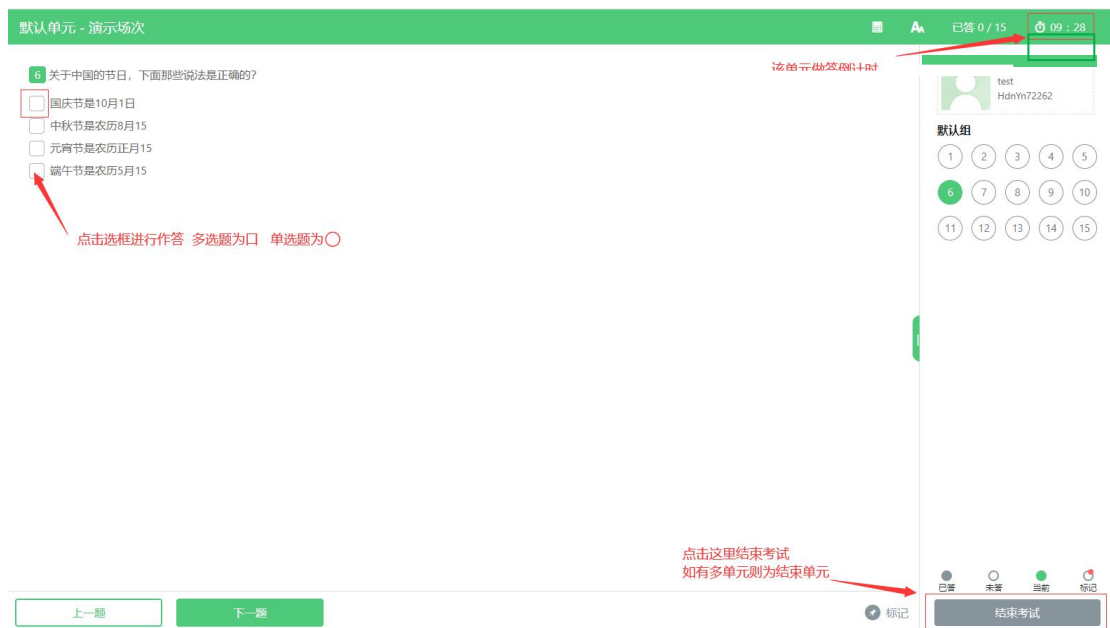 默认单元 - 演示场次
AA 已答 0 / 15 09 : 28
该单元做答倒计时
6 关于中国的节日，下面那些说法是正确的?
国庆节是10月1日
中秋节是农历8月15
元宵节是农历正月15
端午节是农历5月15
点击选框进行作答 多选题为口 单选题为〇
test
HdnYn72262
默认组
1 2 3 4 5
6 7 8 9 10
11 12 13 14 15
点击这里结束考试
如有多单元则为结束单元
已答 未答 当前 标记
上一题 下一题 标记 结束考试